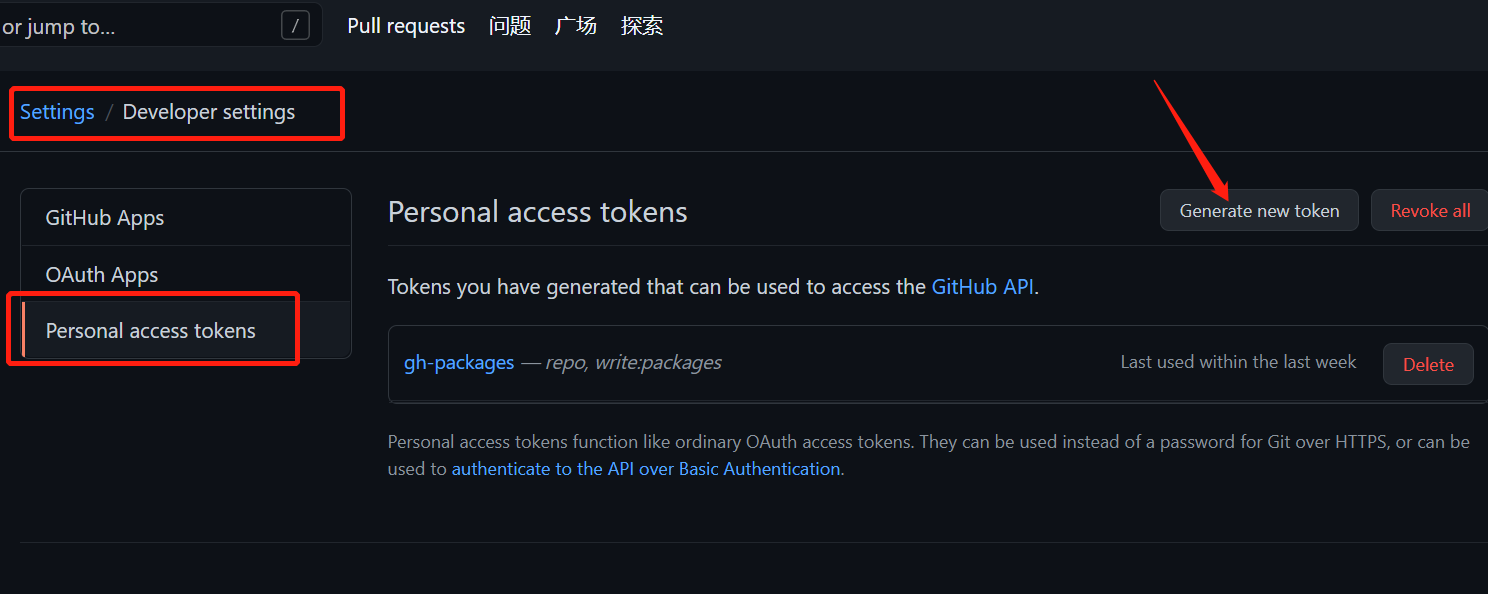 or jump to... / Pull requests 问题 广场 探索
Settings / Developer settings
GitHub Apps
OAuth Apps
Personal access tokens
Personal access tokens Generate new token Revoke all
Tokens you have generated that can be used to access the GitHub API.
gh-packages — repo, write:packages Last used within the last week Delete
Personal access tokens function like ordinary OAuth access tokens. They can be used instead of a password for Git over HTTPS, or can be
used to authenticate to the API over Basic Authentication.